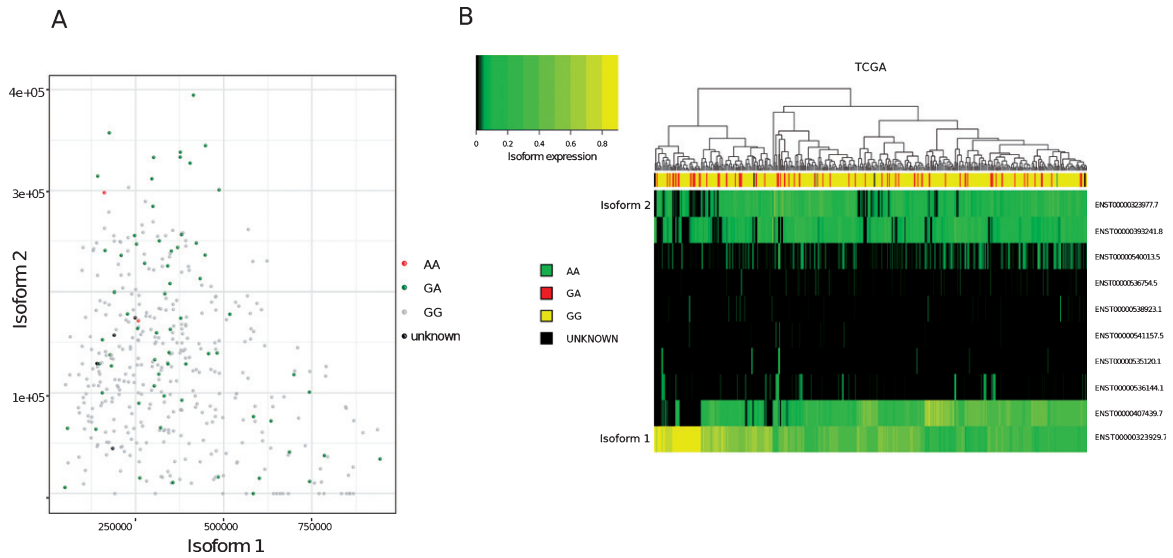 A
4e+05
3e+05
1e+05
Isoform 2
250000
500000
750000
Isoform 1
AA
GA
GG
unknown
B
0
0.2
0.4
0.6
0.8
Isoform expression
AA
GA
GG
UNKNOWN
TCGA
Isoform 2
Isoform 1
ENST00000323977.7
ENST00000393241.8
ENST00000540013.5
ENST00000536754.5
ENST00000538923.1
ENST00000541157.5
ENST00000535120.1
ENST00000536144.1
ENST00000407439.7
ENST00000323929.7